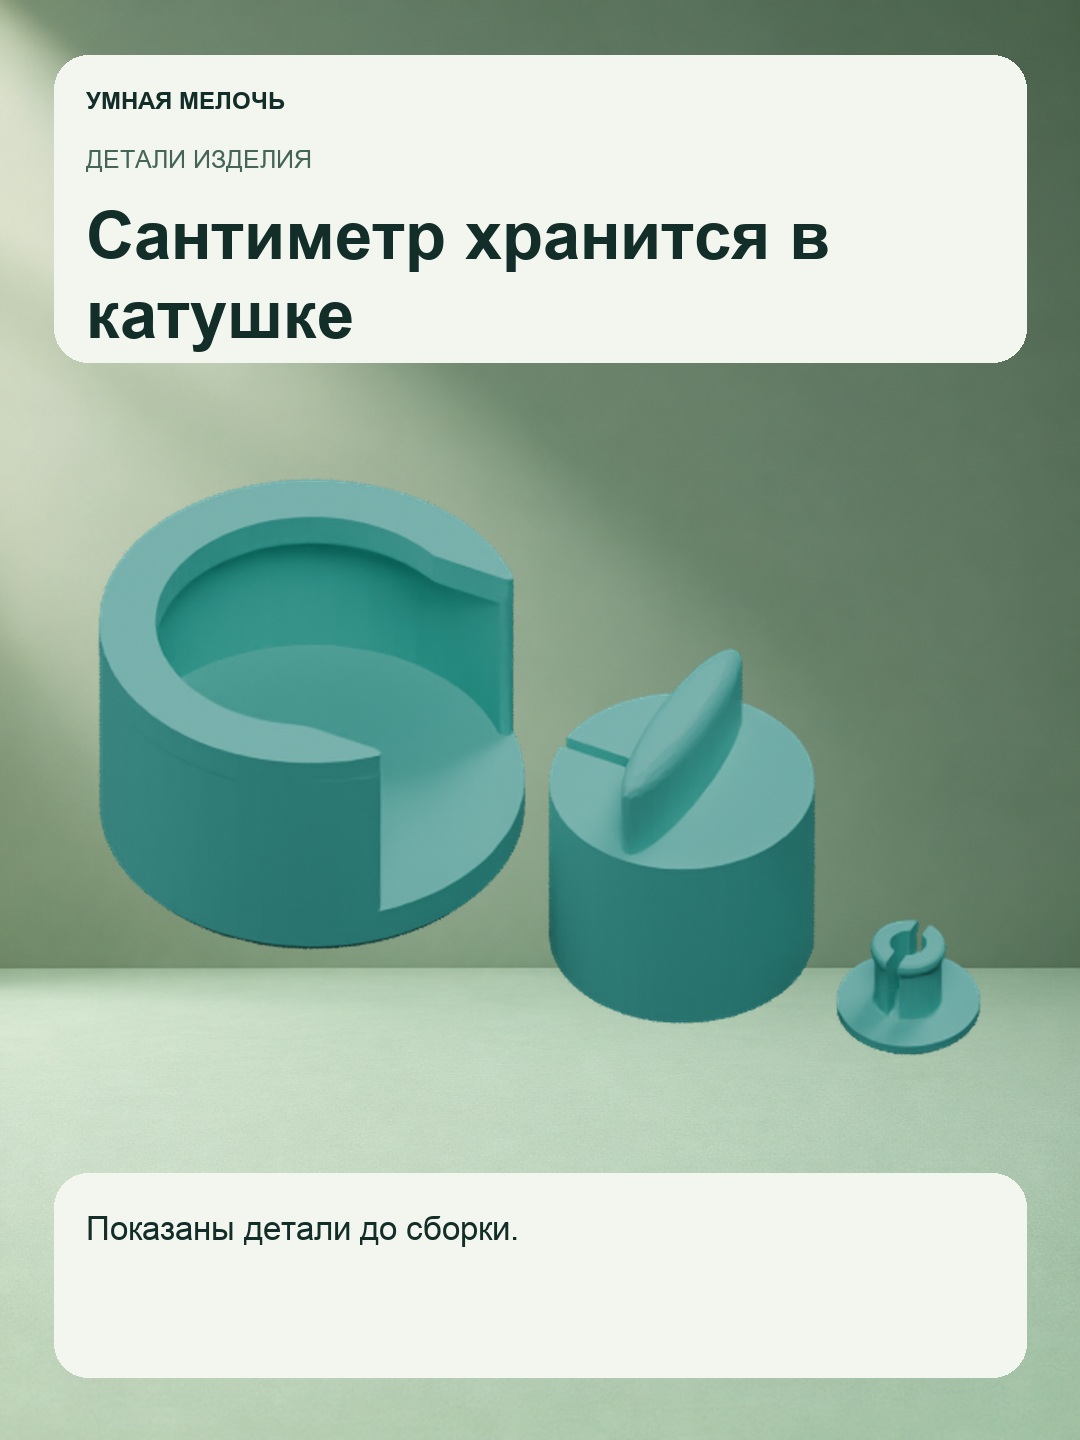 УМНАЯ МЕЛОЧЬ
ДЕТАЛИ ИЗДЕЛИЯ
Сантиметр хранится в
катушке
Показаны детали до сборки.